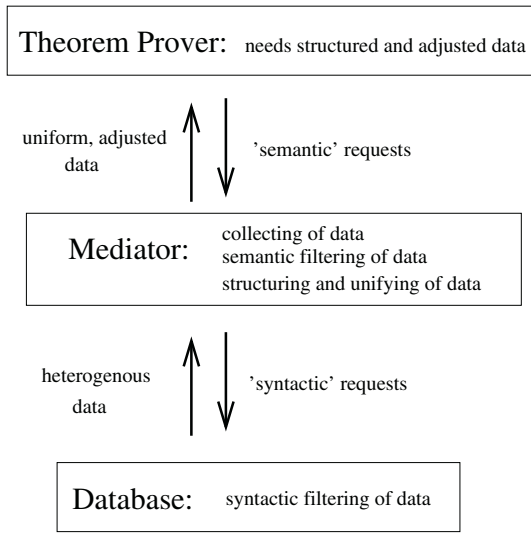 Theorem Prover: needs structured and adjusted data
uniform, adjusted
data
'semantic' requests
Mediator:
collecting of data
semantic filtering of data
structuring and unifying of data
heterogenous
data
'syntactic' requests
Database: syntactic filtering of data